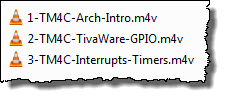 1-TM4C-Arch-Intro.m4v
2-TM4C-TivaWare-GPIO.m4v
3-TM4C-Interrupts-Timers.m4v